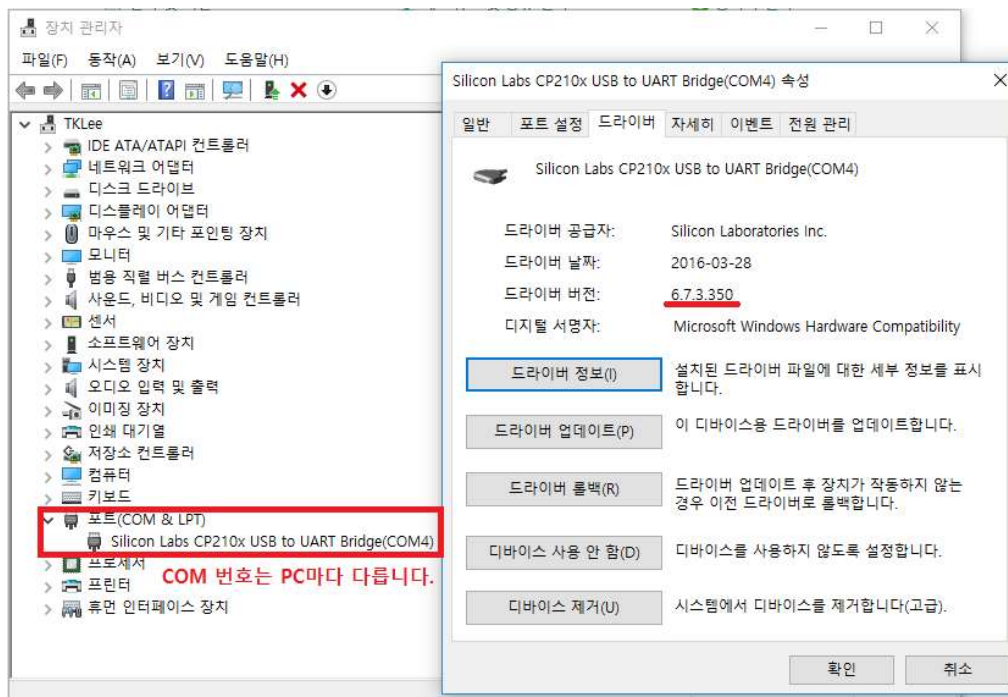 장치 관리자
파일(F) 동작(A) 보기(V) 도움말(H)
TKLee
IDE ATA/ATAPI 컨트롤러
네트워크 어댑터
디스크 드라이브
디스플레이 어댑터
마우스 및 기타 포인팅 장치
모니터
범용 직렬 버스 컨트롤러
사운드, 비디오 및 게임 컨트롤러
센서
소프트웨어 장치
시스템 장치
오디오 입력 및 출력
이미징 장치
인쇄 대기열
저장소 컨트롤러
컴퓨터
키보드
포트(COM & LPT)
Silicon Labs CP210x USB to UART Bridge(COM4)
프로세서
COM 번호는 PC마다 다릅니다.
프린터
휴먼 인터페이스 장치
Silicon Labs CP210x USB to UART Bridge(COM4) 속성
일반 포트 설정 드라이버 자세히 이벤트 전원 관리
Silicon Labs CP210x USB to UART Bridge(COM4)
드라이버 공급자: Silicon Laboratories Inc.
드라이버 날짜: 2016-03-28
드라이버 버전: 6.7.3.350
디지털 서명자: Microsoft Windows Hardware Compatibility
드라이버 정보(I) 설치된 드라이버 파일에 대한 세부 정보를 표시
합니다.
드라이버 업데이트(P) 이 디바이스용 드라이버를 업데이트합니다.
드라이버 롤백(R) 드라이버 업데이트 후 장치가 작동하지 않는
경우 이전 드라이버로 롤백합니다.
디바이스 사용 안 함(D) 디바이스를 사용하지 않도록 설정합니다.
디바이스 제거(U) 시스템에서 디바이스를 제거합니다(고급).
확인 취소